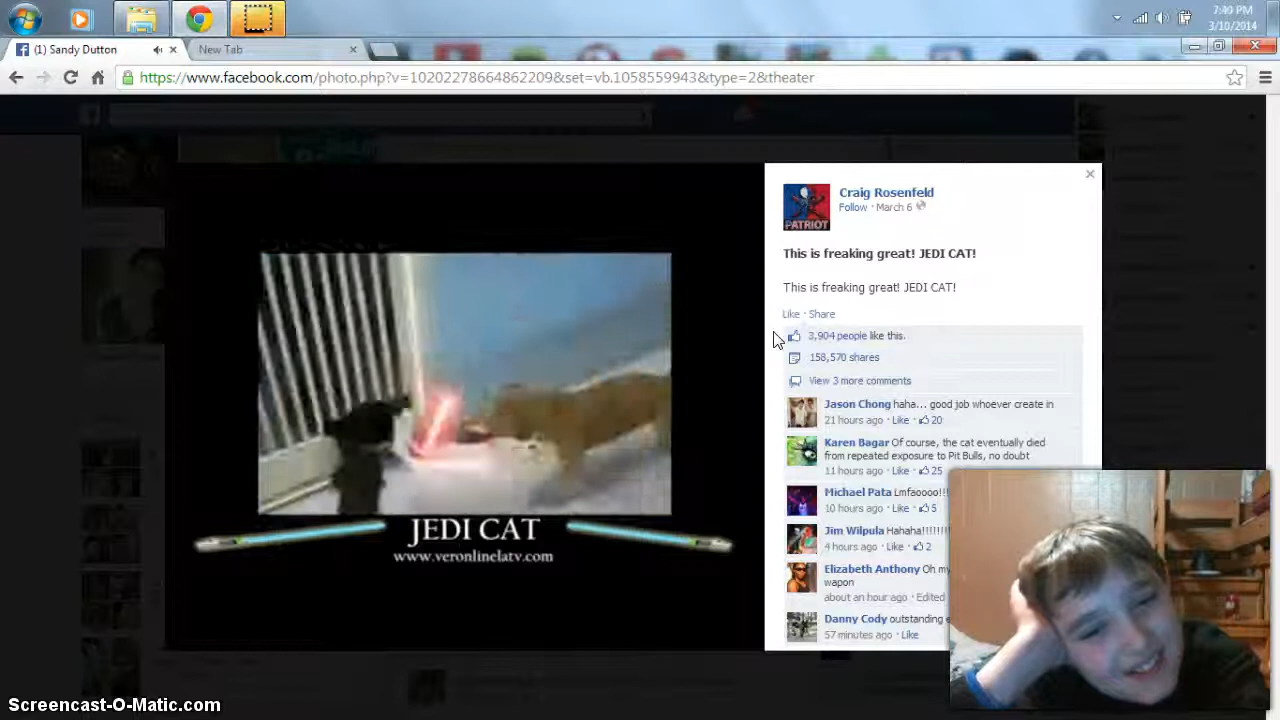 7:40 PM
3/10/2014
(1) Sandy Dutton
New Tab
https://www.facebook.com/photo.php?v=10202278664862209&set=vb.1058559943&type=2&theater
Craig Rosenfeld
Follow · March 6
PATRIOT
This is freaking great! JEDI CAT!
This is freaking great! JEDI CAT!
Like · Share
3,904 people like this.
158,570 shares
View 3 more comments
Jason Chong haha... good job whoever create in
21 hours ago · Like · 20
Karen Bagar Of course, the cat eventually died
from repeated exposure to Pit Bulls, no doubt
11 hours ago · Like · 25
Michael Pata Lmfaoooo!!!
10 hours ago · Like · 5
Jim Wilpula Hahaha!!!!!!!!
4 hours ago · Like · 2
Elizabeth Anthony Oh my
wapon
about an hour ago · Edited
Danny Cody outstanding e
57 minutes ago · Like
JEDI CAT
www.veronlinelatv.com
Screencast-O-Matic.com